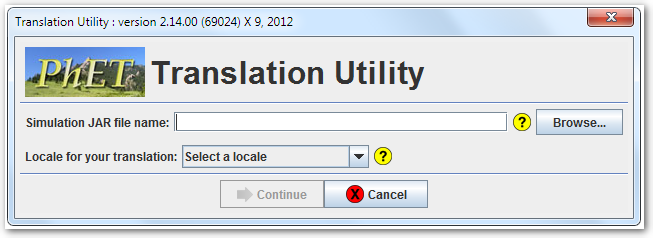 Translation Utility : version 2.14.00 (69024) X 9, 2012
PhET Translation Utility
Simulation JAR file name: ? Browse...
Locale for your translation: Select a locale ?
Continue X Cancel